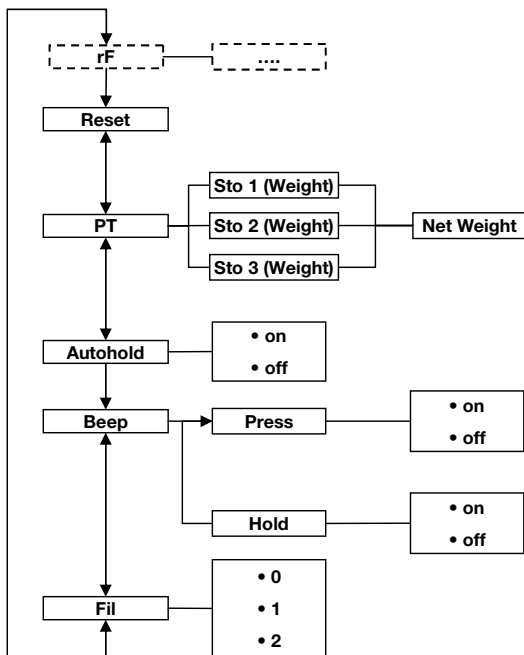 rF
....
Reset
Sto 1 (Weight)
PT
Sto 2 (Weight)
Net Weight
Sto 3 (Weight)
Autohold
• on
• off
Beep
Press
• on
• off
Hold
• on
• off
Fil
• 0
• 1
• 2